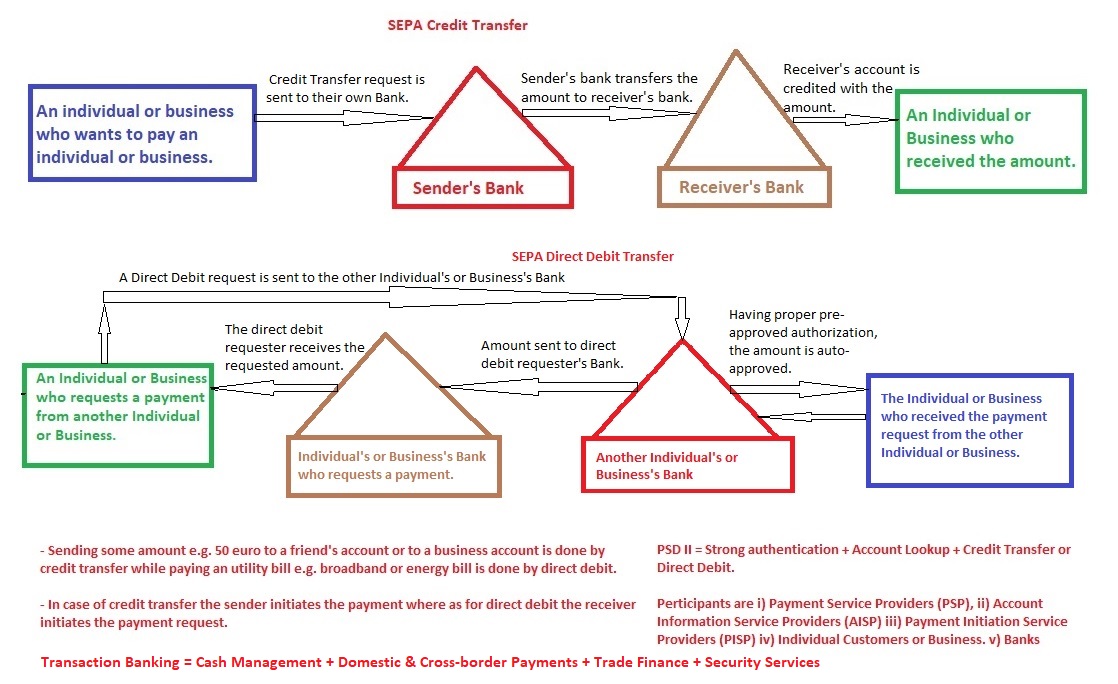 SEPA Credit Transfer
Credit Transfer request is
sent to their own Bank.
Sender's bank transfers the
amount to receiver's bank.
Receiver's account is
credited with the
amount.
An individual or business
who wants to pay an
individual or business.
Sender's Bank
Receiver's Bank
An Individual or
Business who
received the amount.
SEPA Direct Debit Transfer
A Direct Debit request is sent to the other Individual's or Business's Bank
The direct debit
requester receives the
requested amount.
Amount sent to direct
debit requester's Bank.
Having proper pre-
approved authorization,
the amount is auto-
approved.
An Individual or Business
who requests a payment
from another Individual
or Business.
Individual's or Business's Bank
who requests a payment.
Another Individual's or
Business's Bank
The Individual or Business
who received the payment
request from the other
Individual or Business.
- Sending some amount e.g. 50 euro to a friend's account or to a business account is done by
credit transfer while paying an utility bill e.g. broadband or energy bill is done by direct debit.
- In case of credit transfer the sender initiates the payment where as for direct debit the receiver
initiates the payment request.
PSD II = Strong authentication + Account Lookup + Credit Transfer or
Direct Debit.
Perticipants are i) Payment Service Providers (PSP), ii) Account
Information Service Providers (AISP) iii) Payment Initiation Service
Providers (PISP) iv) Individual Customers or Business. v) Banks
Transaction Banking = Cash Management + Domestic & Cross-border Payments + Trade Finance + Security Services